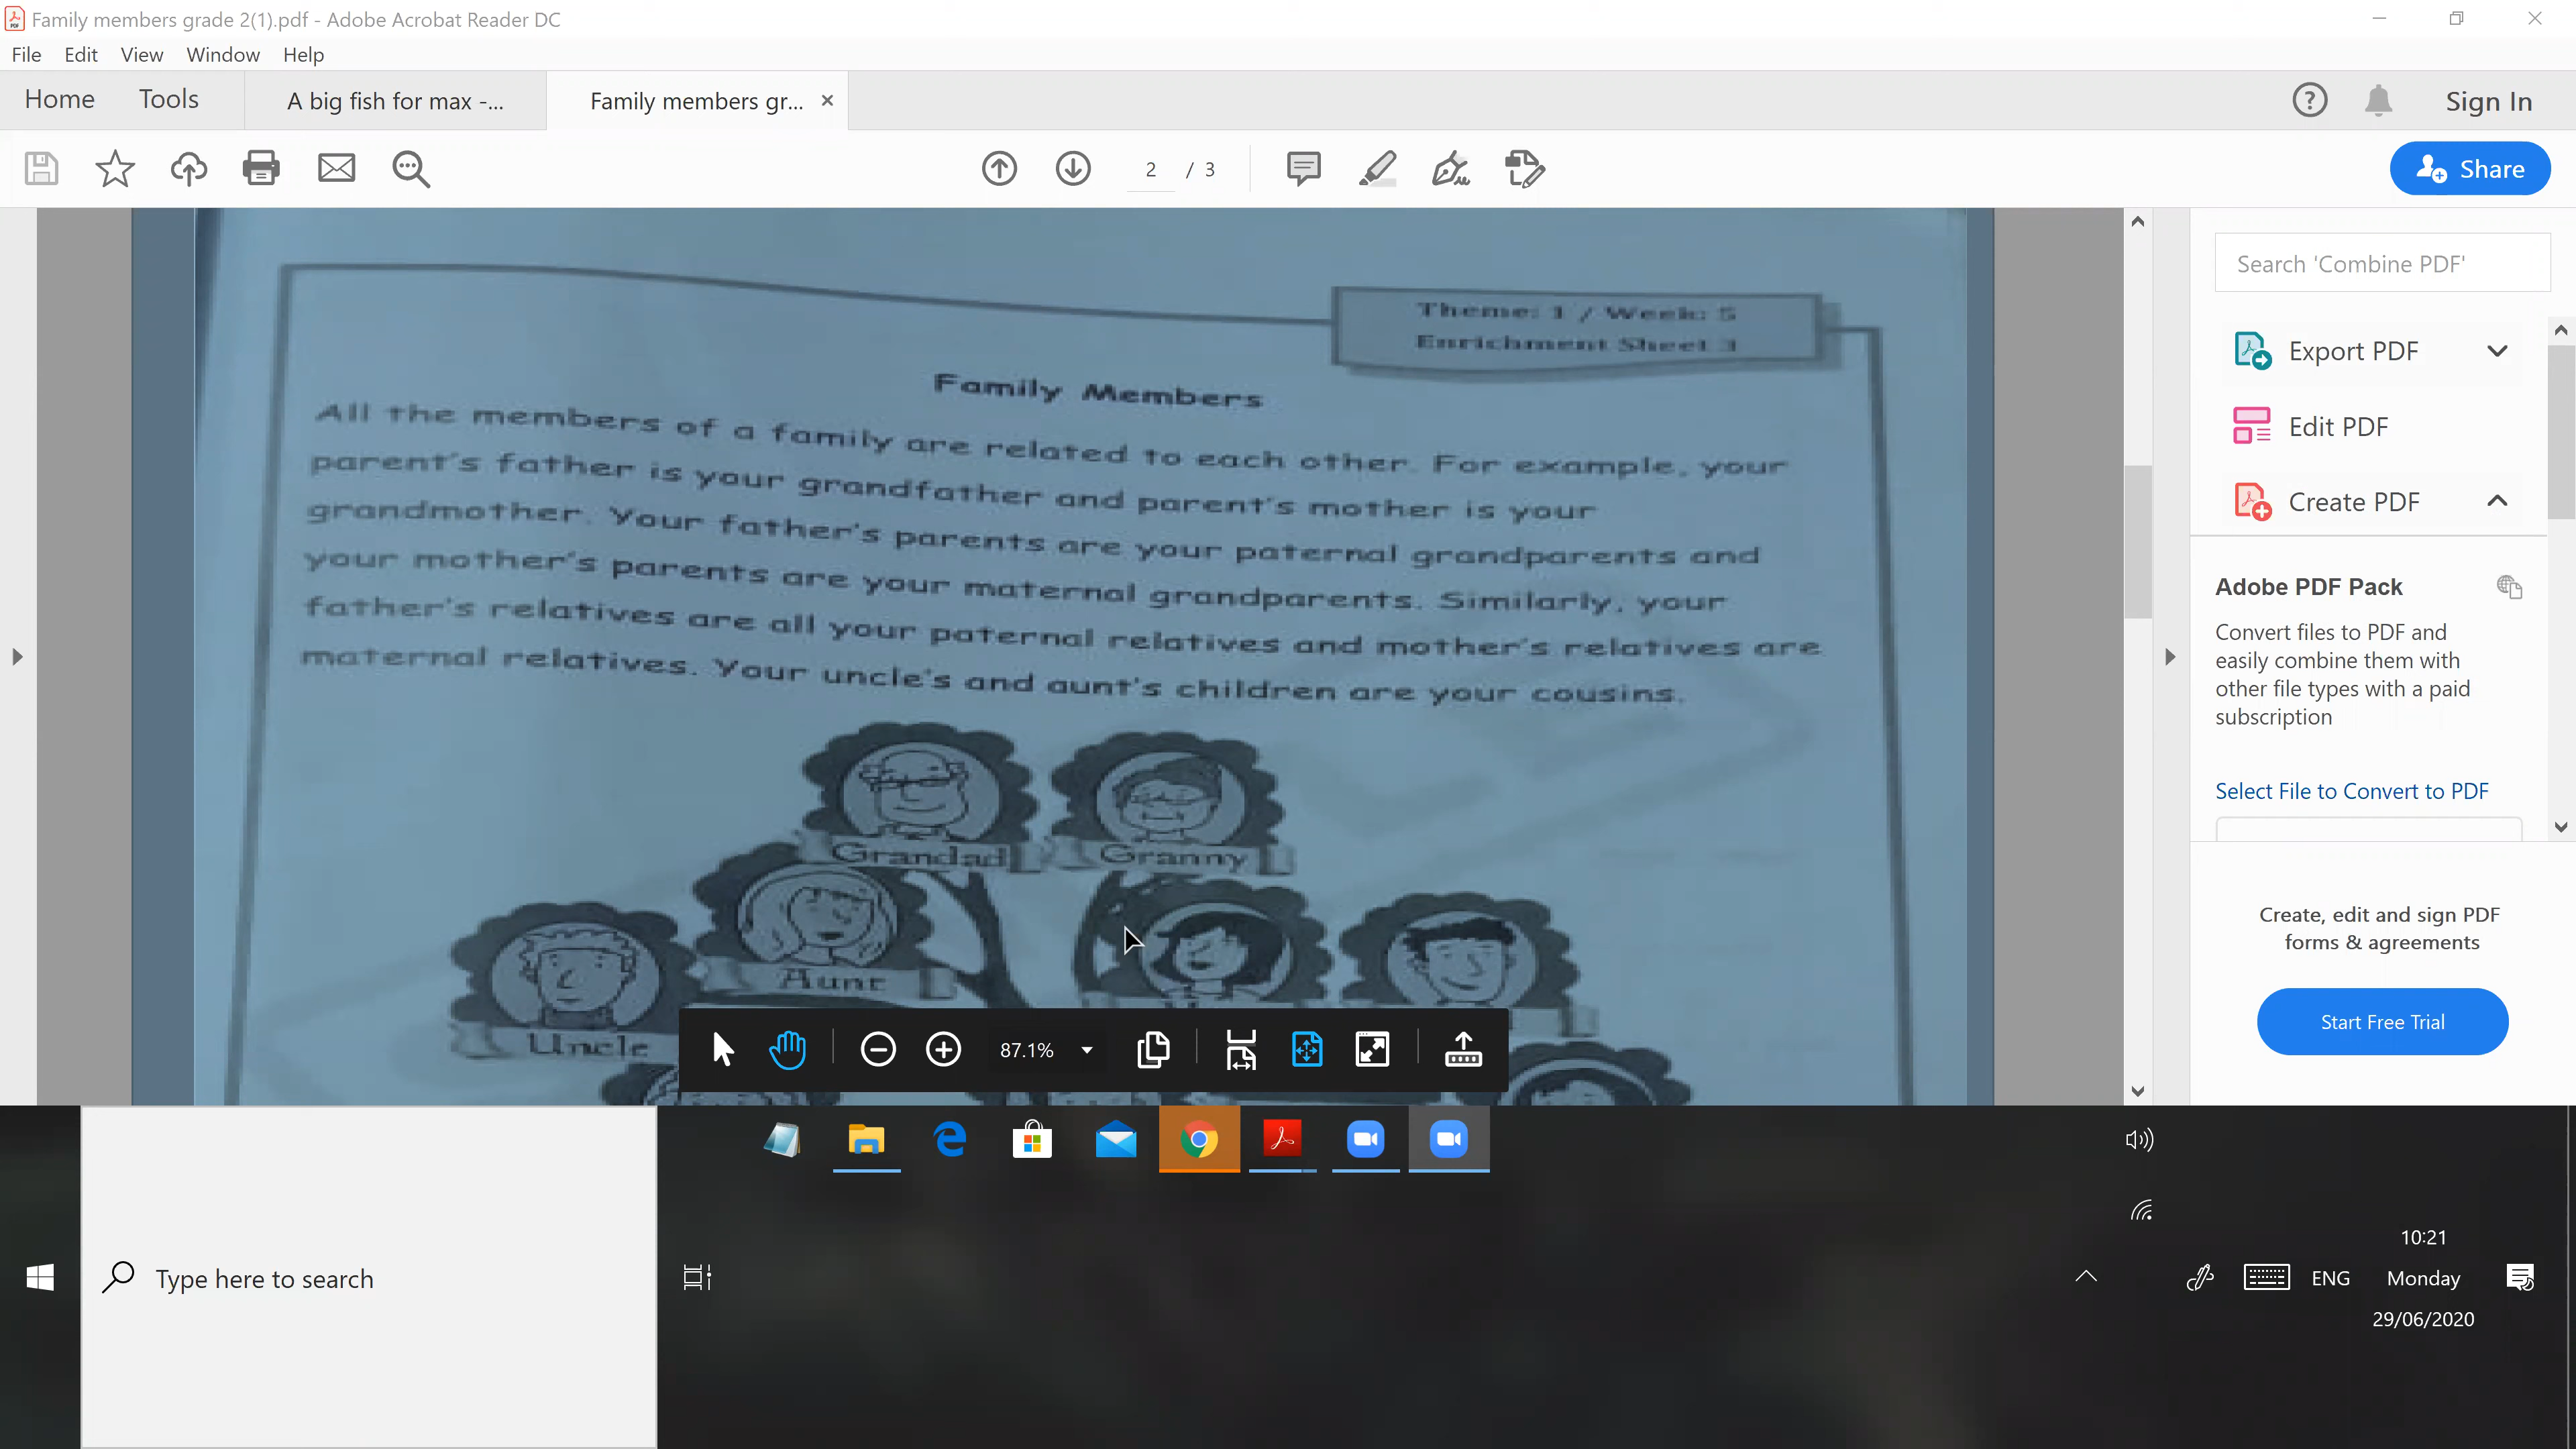 Family members grade 2(1).pdf - Adobe Acrobat Reader DC
File Edit View Window Help
Home Tools A big fish for max -... Family members gr... Sign In
2 / 3 Share
Theme: 1 / Week: 5
Enrichment Sheet 3
Family Members
All the members of a family are related to each other. For example, your
parent's father is your grandfather and parent's mother is your
grandmother. Your father's parents are your paternal grandparents and
your mother's parents are your maternal grandparents. Similarly, your
father's relatives are all your paternal relatives and mother's relatives are
maternal relatives. Your uncle's and aunt's children are your cousins.
Grandad Granny
Aunt
Uncle
87.1%
Search 'Combine PDF'
Export PDF
Edit PDF
Create PDF
Adobe PDF Pack
Convert files to PDF and
easily combine them with
other file types with a paid
subscription
Select File to Convert to PDF
Create, edit and sign PDF
forms & agreements
Start Free Trial
Type here to search
ENG
10:21
Monday
29/06/2020